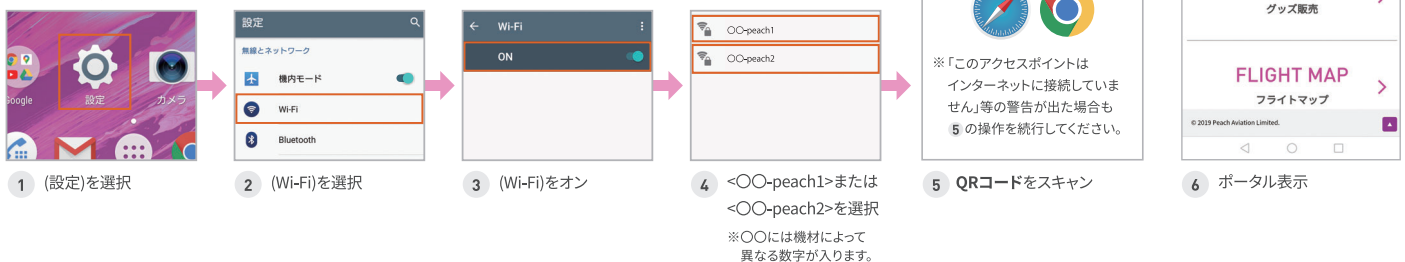 Google
設定
カメラ
1 (設定)を選択
設定
無線とネットワーク
機内モード
Wi-Fi
Bluetooth
2 (Wi-Fi)を選択
Wi-Fi
ON
3 (Wi-Fi)をオン
〇〇-peach1
〇〇-peach2
4 <〇〇-peach1>または
<〇〇-peach2>を選択
※〇〇には機材によって
異なる数字が入ります。
※「このアクセスポイントは
インターネットに接続していま
せん」等の警告が出た場合も
5 の操作を続行してください。
5 QRコードをスキャン
グッズ販売
FLIGHT MAP
フライトマップ
© 2019 Peach Aviation Limited.
6 ポータル表示